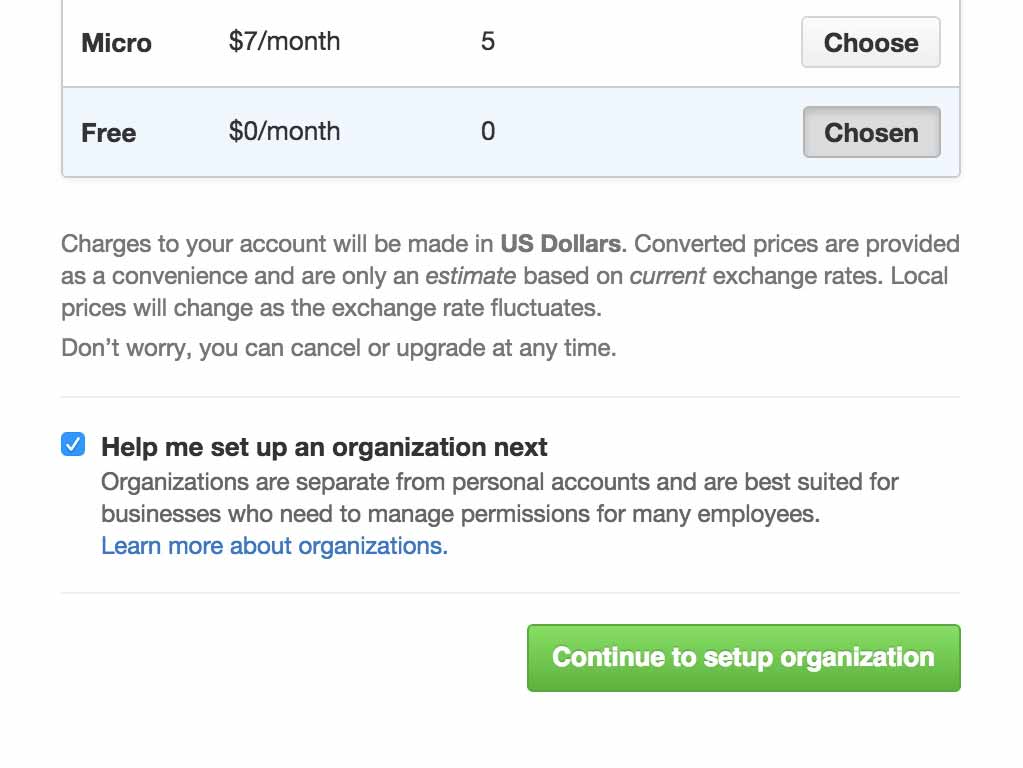 Micro $7/month 5 Choose
Free $0/month 0 Chosen
Charges to your account will be made in US Dollars. Converted prices are provided
as a convenience and are only an estimate based on current exchange rates. Local
prices will change as the exchange rate fluctuates.
Don’t worry, you can cancel or upgrade at any time.
Help me set up an organization next
Organizations are separate from personal accounts and are best suited for
businesses who need to manage permissions for many employees.
Learn more about organizations.
Continue to setup organization